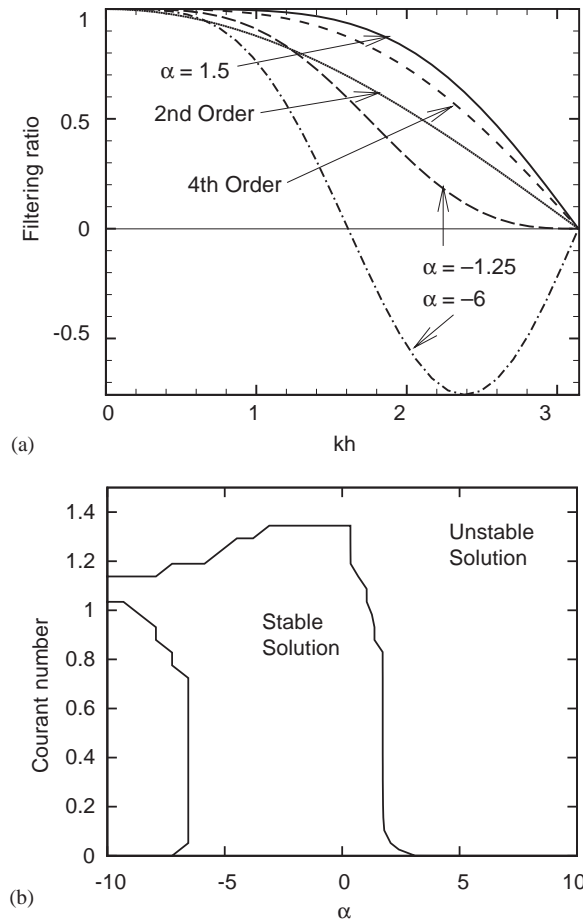 1
α = 1.5
2nd Order
0.5
4th Order
Filtering ratio
0
α = –1.25
α = –6
-0.5
0
1
2
3
(a)
kh
1.4
Unstable
Solution
1.2
1
Stable
Solution
0.8
Courant number
0.6
0.4
0.2
0
-10
-5
0
5
10
(b)
α